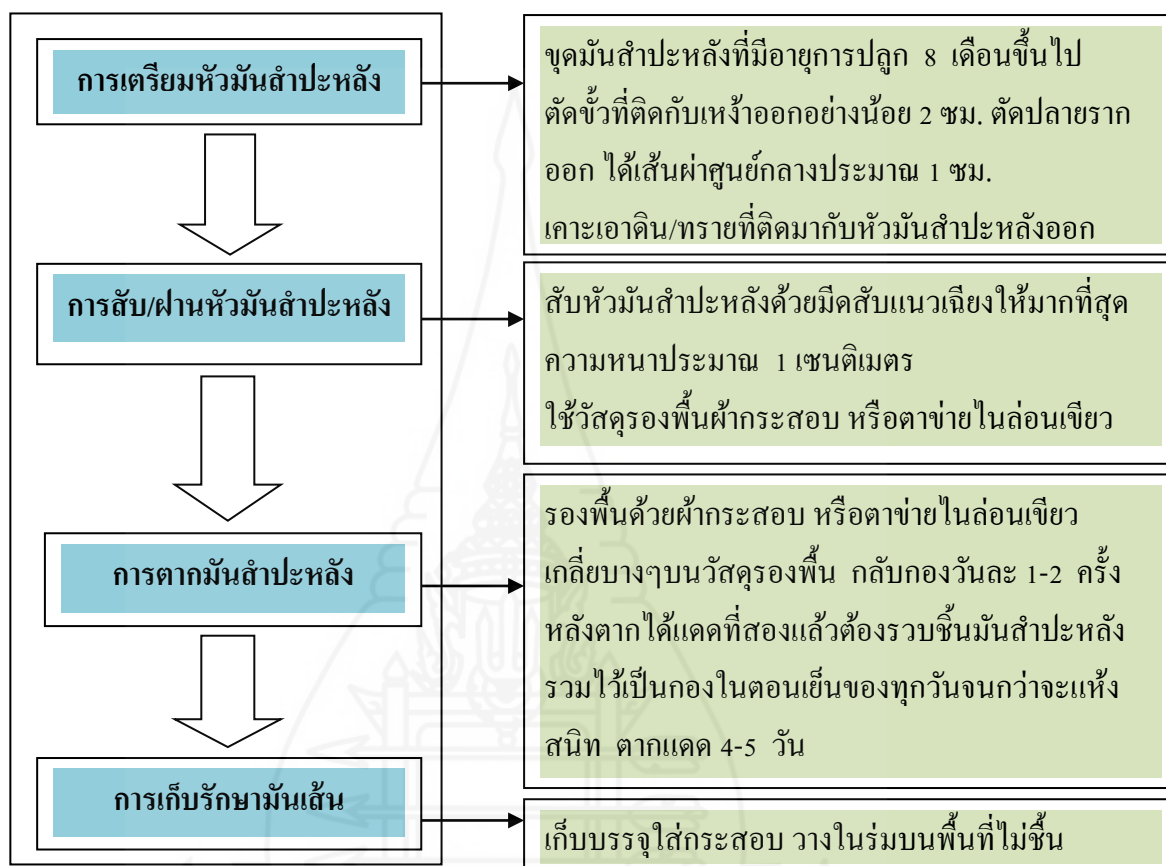 การเตรียมหัวมันสำปะหลัง
ขุดมันสำปะหลังที่มีอายุการปลูก 8 เดือนขึ้นไป
ตัดขั้วที่ติดกับเหง้าออกอย่างน้อย 2 ซม. ตัดปลายราก
ออก ได้เส้นผ่าศูนย์กลางประมาณ 1 ซม.
เคาะเอาดิน/ทรายที่ติดมากับหัวมันสำปะหลังออก
การสับ/ฝานหัวมันสำปะหลัง
สับหัวมันสำปะหลังด้วยมีดสับแนวเฉียงให้มากที่สุด
ความหนาประมาณ 1 เซนติเมตร
ใช้วัสดุรองพื้นผ้ากระสอบ หรือตาข่ายไนล่อนเขียว
การตากมันสำปะหลัง
รองพื้นด้วยผ้ากระสอบ หรือตาข่ายไนล่อนเขียว
เกลี่ยบางๆบนวัสดุรองพื้น กลับกองวันละ 1-2 ครั้ง
หลังตากได้แดดที่สองแล้วต้องรวบชิ้นมันสำปะหลัง
รวมไว้เป็นกองในตอนเย็นของทุกวันจนกว่าจะแห้ง
สนิท ตากแดด 4-5 วัน
การเก็บรักษามันเส้น
เก็บบรรจุใส่กระสอบ วางในร่มบนพื้นที่ไม่ชื้น